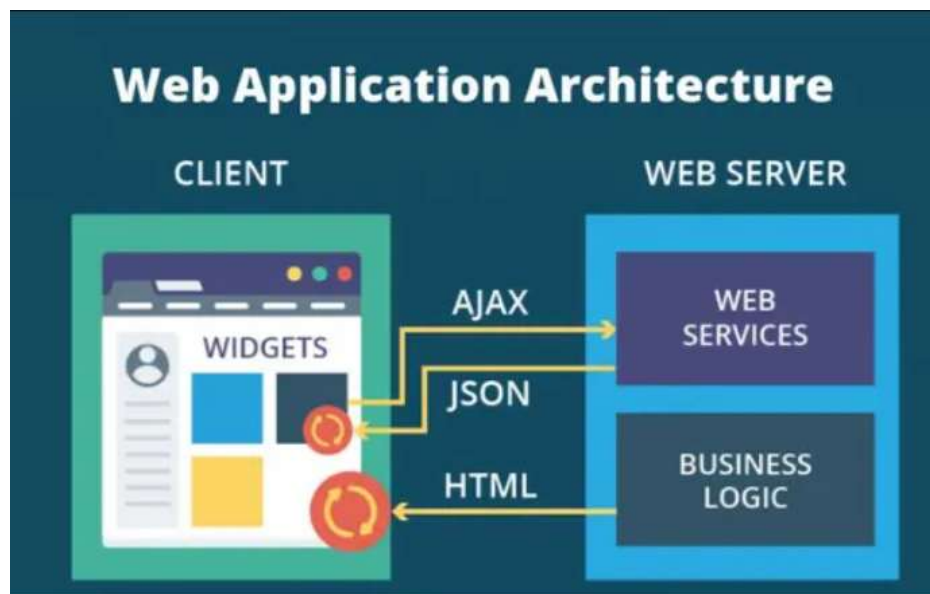 Web Application Architecture
CLIENT
WEB SERVER
WIDGETS
AJAX
JSON
HTML
WEB
SERVICES
BUSINESS
LOGIC